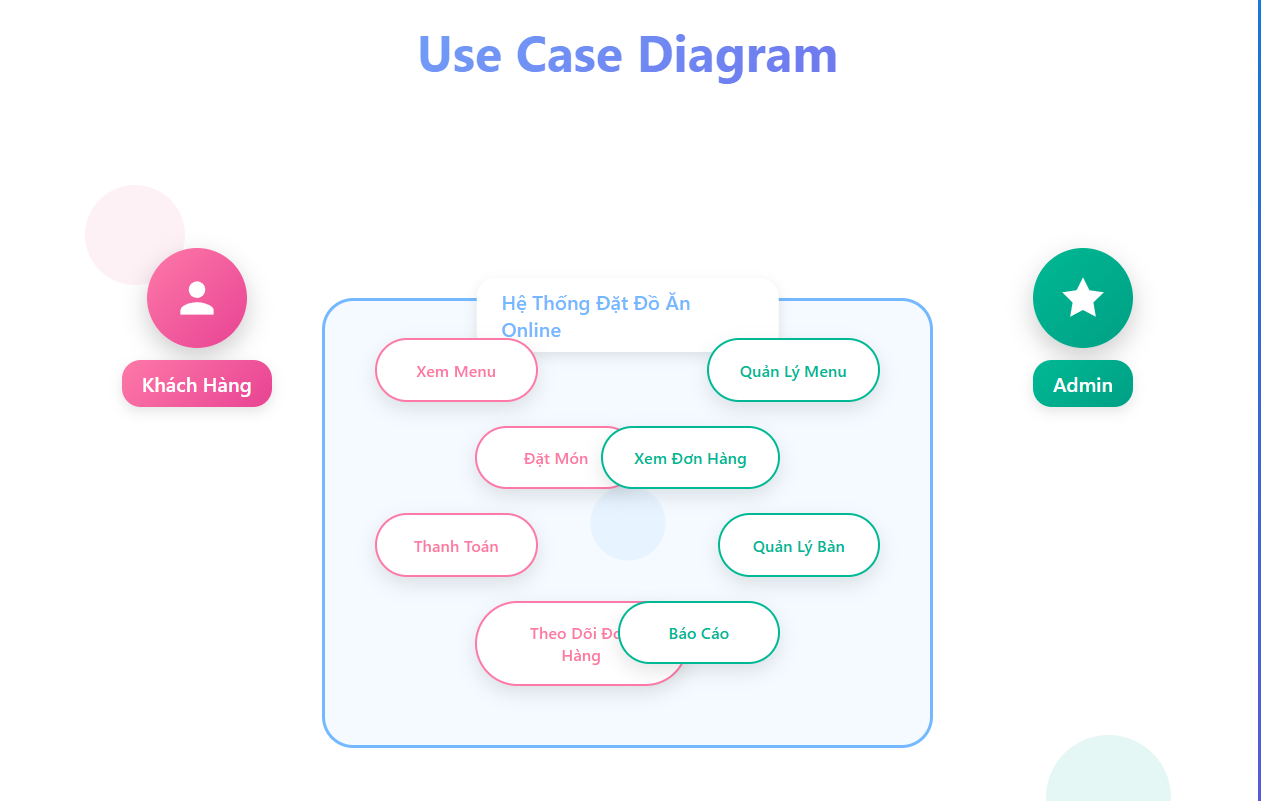 Use Case Diagram
Hệ Thống Đặt Đồ Ăn
Online
Khách Hàng
Admin
Xem Menu
Quản Lý Menu
Đặt Món
Xem Đơn Hàng
Thanh Toán
Quản Lý Bàn
Theo Dõi
Hàng
Báo Cáo